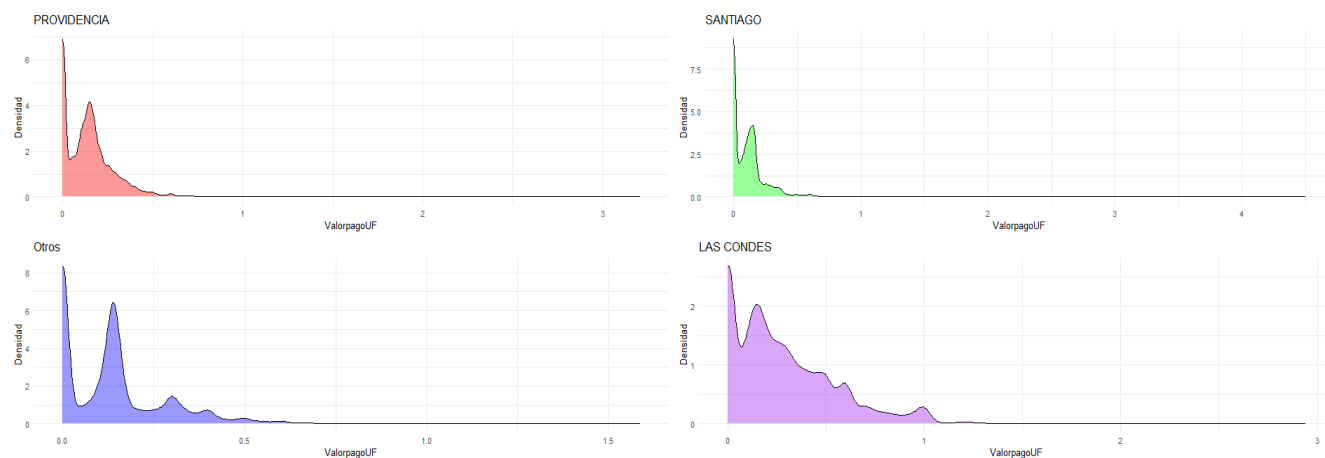 PROVIDENCIA
Densidad
6
4
2
0
0 1 2 3
ValorpagoUF
SANTIAGO
Densidad
7.5
5.0
2.5
0.0
0 1 2 3 4
ValorpagoUF
Otros
Densidad
8
6
4
2
0
0.0 0.5 1.0 1.5
ValorpagoUF
LAS CONDES
Densidad
2
1
0
0 1 2 3
ValorpagoUF